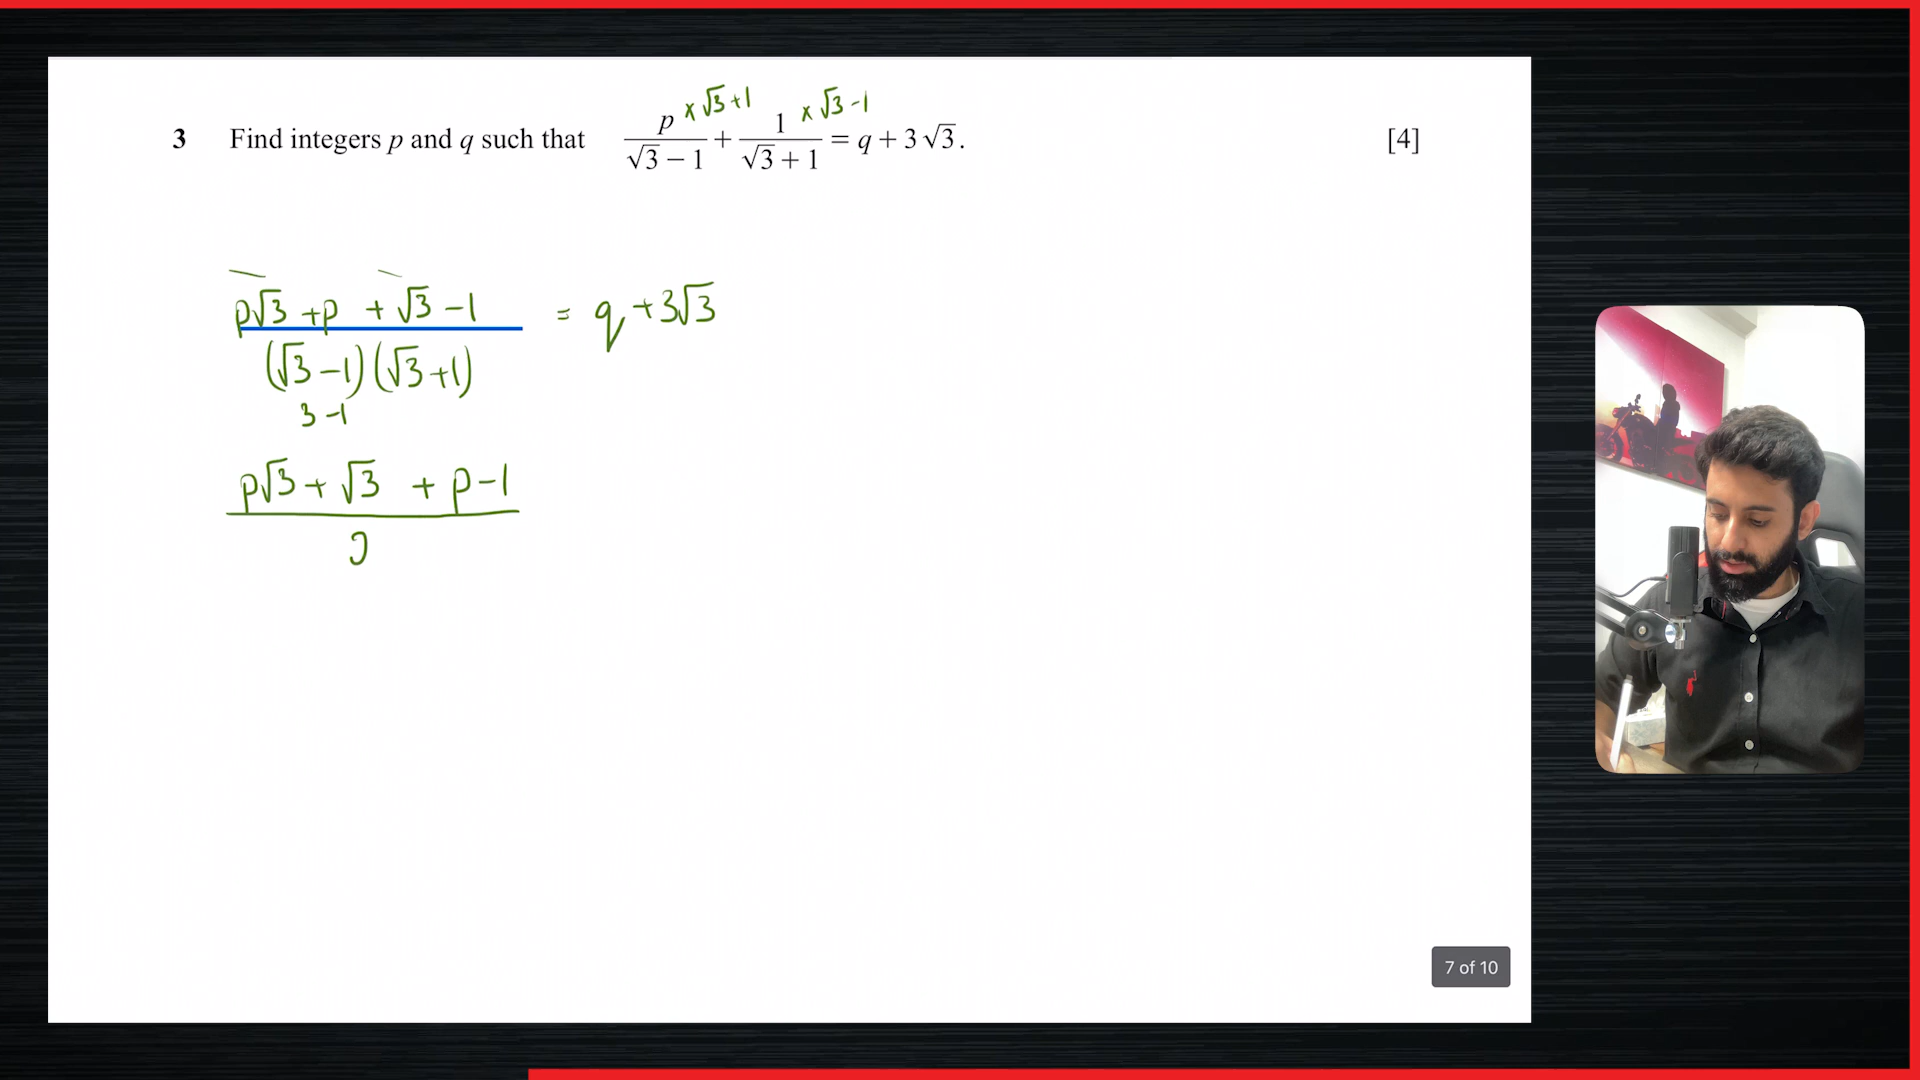 × √3 +1 × √3 -1
3 Find integers p and q such that p/(√3 − 1) + 1/(√3 + 1) = q + 3√3. [4]
p√3 + p + √3 - 1 = q + 3√3
(√3 - 1)(√3 + 1)
3 - 1
p√3 + √3 + p - 1
7 of 10